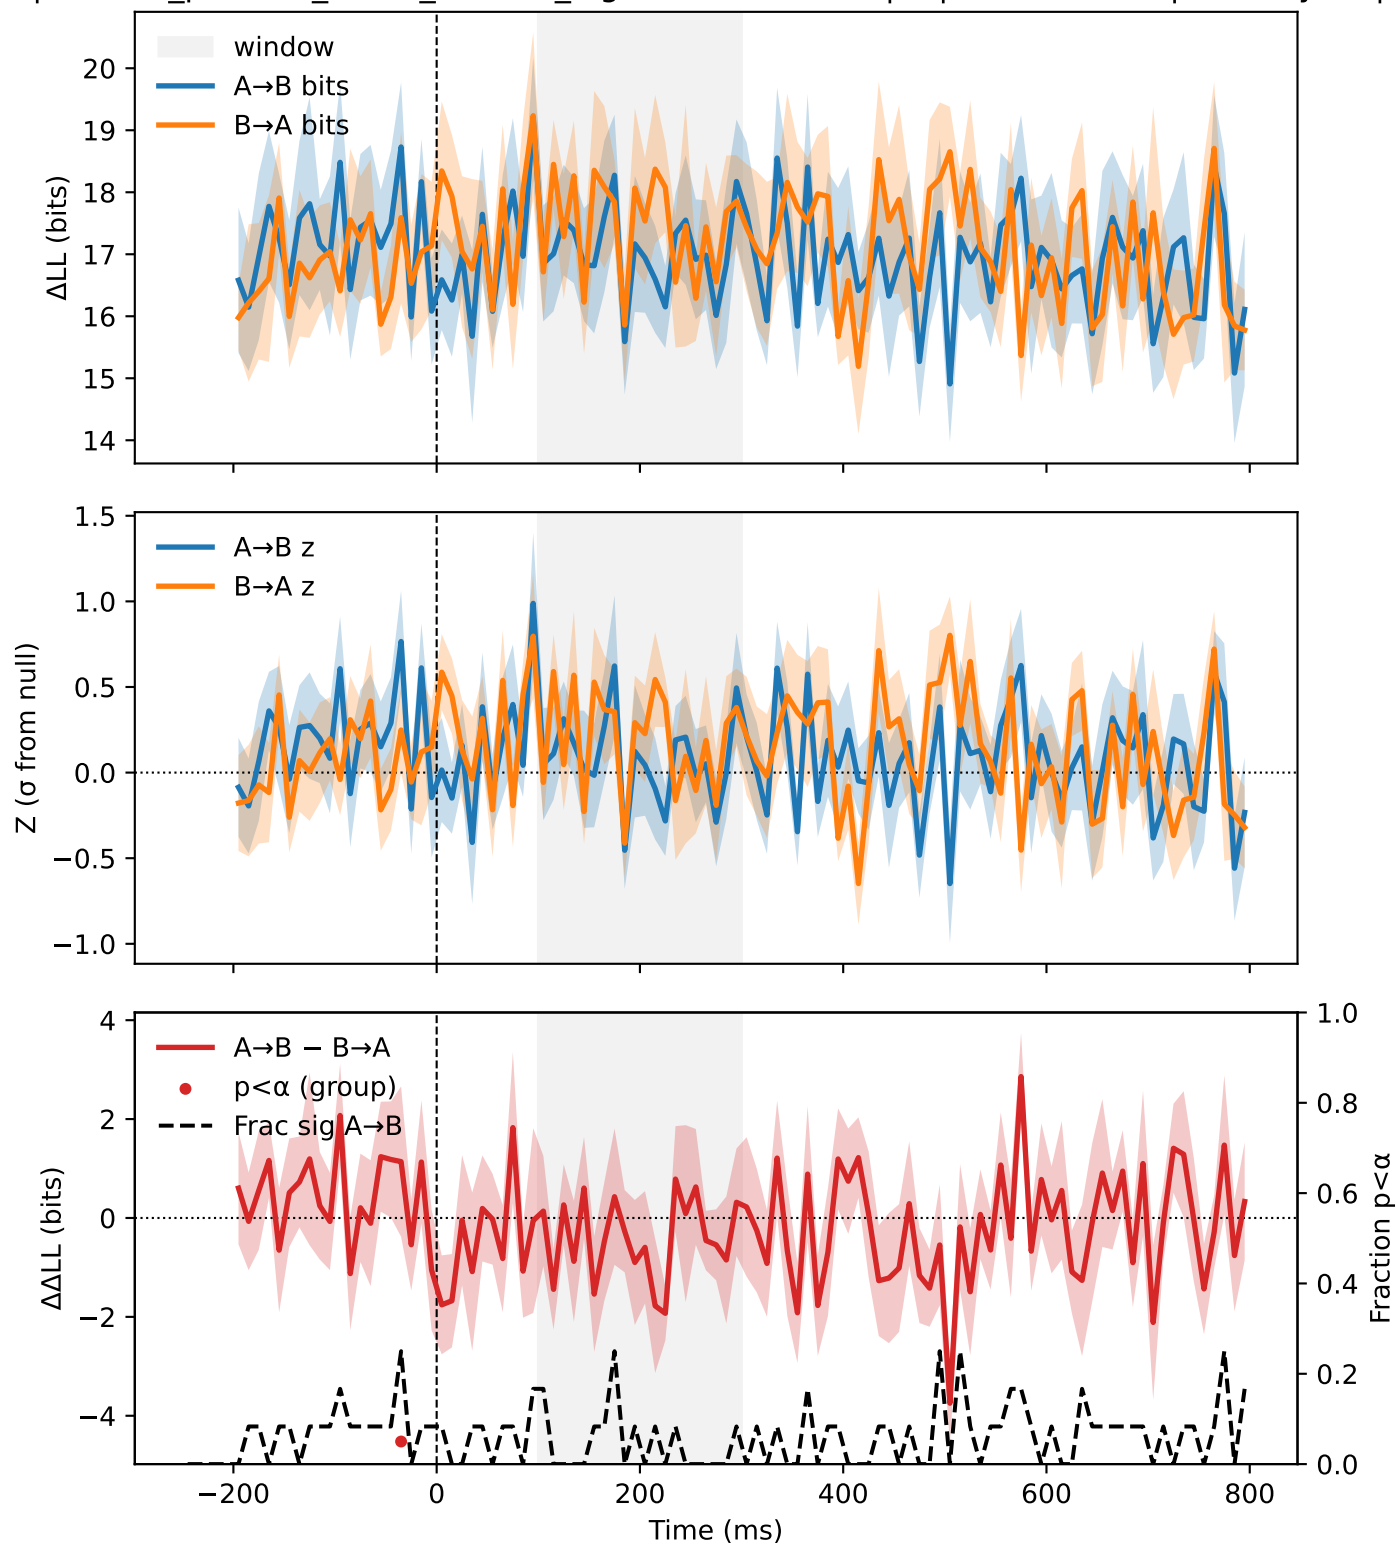 window
A→B bits
B→A bits
20
19
18
17
16
15
14
ΔLL (bits)
A→B z
B→A z
1.5
1.0
0.5
0.0
−0.5
−1.0
Z (σ from null)
A→B − B→A
p<α (group)
Frac sig A→B
4
2
0
−2
−4
ΔΔLL (bits)
1.0
0.8
0.6
0.4
0.2
0.0
Fraction p<α
−200
0
200
400
600
800
Time (ms)